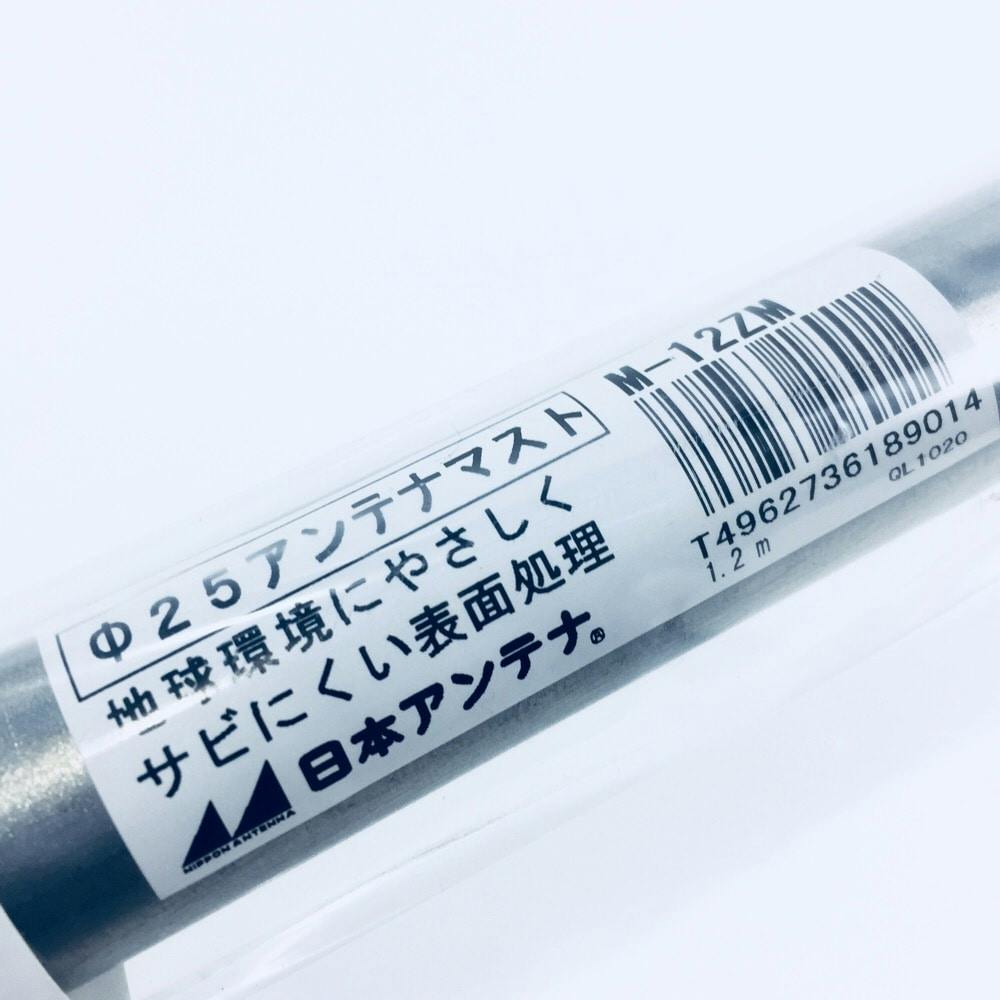 Φ25アンテナマスト
地球環境にやさしく
サビにくい表面処理
日本アンテナ®
NIPPON ANTENNA
M-12ZM
T4962736189014
1.2m
QL1020